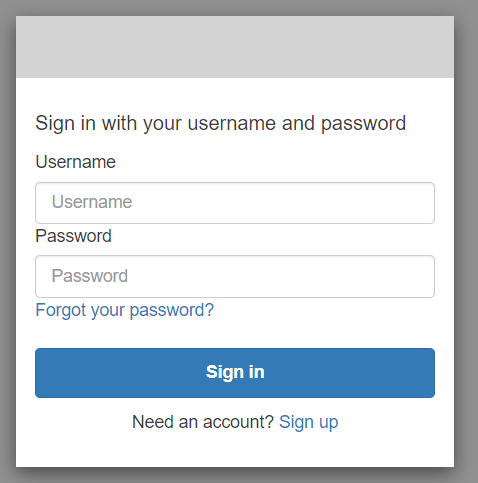 Sign in with your username and password
Username
Username
Password
Password
Forgot your password?
Sign in
Need an account? Sign up